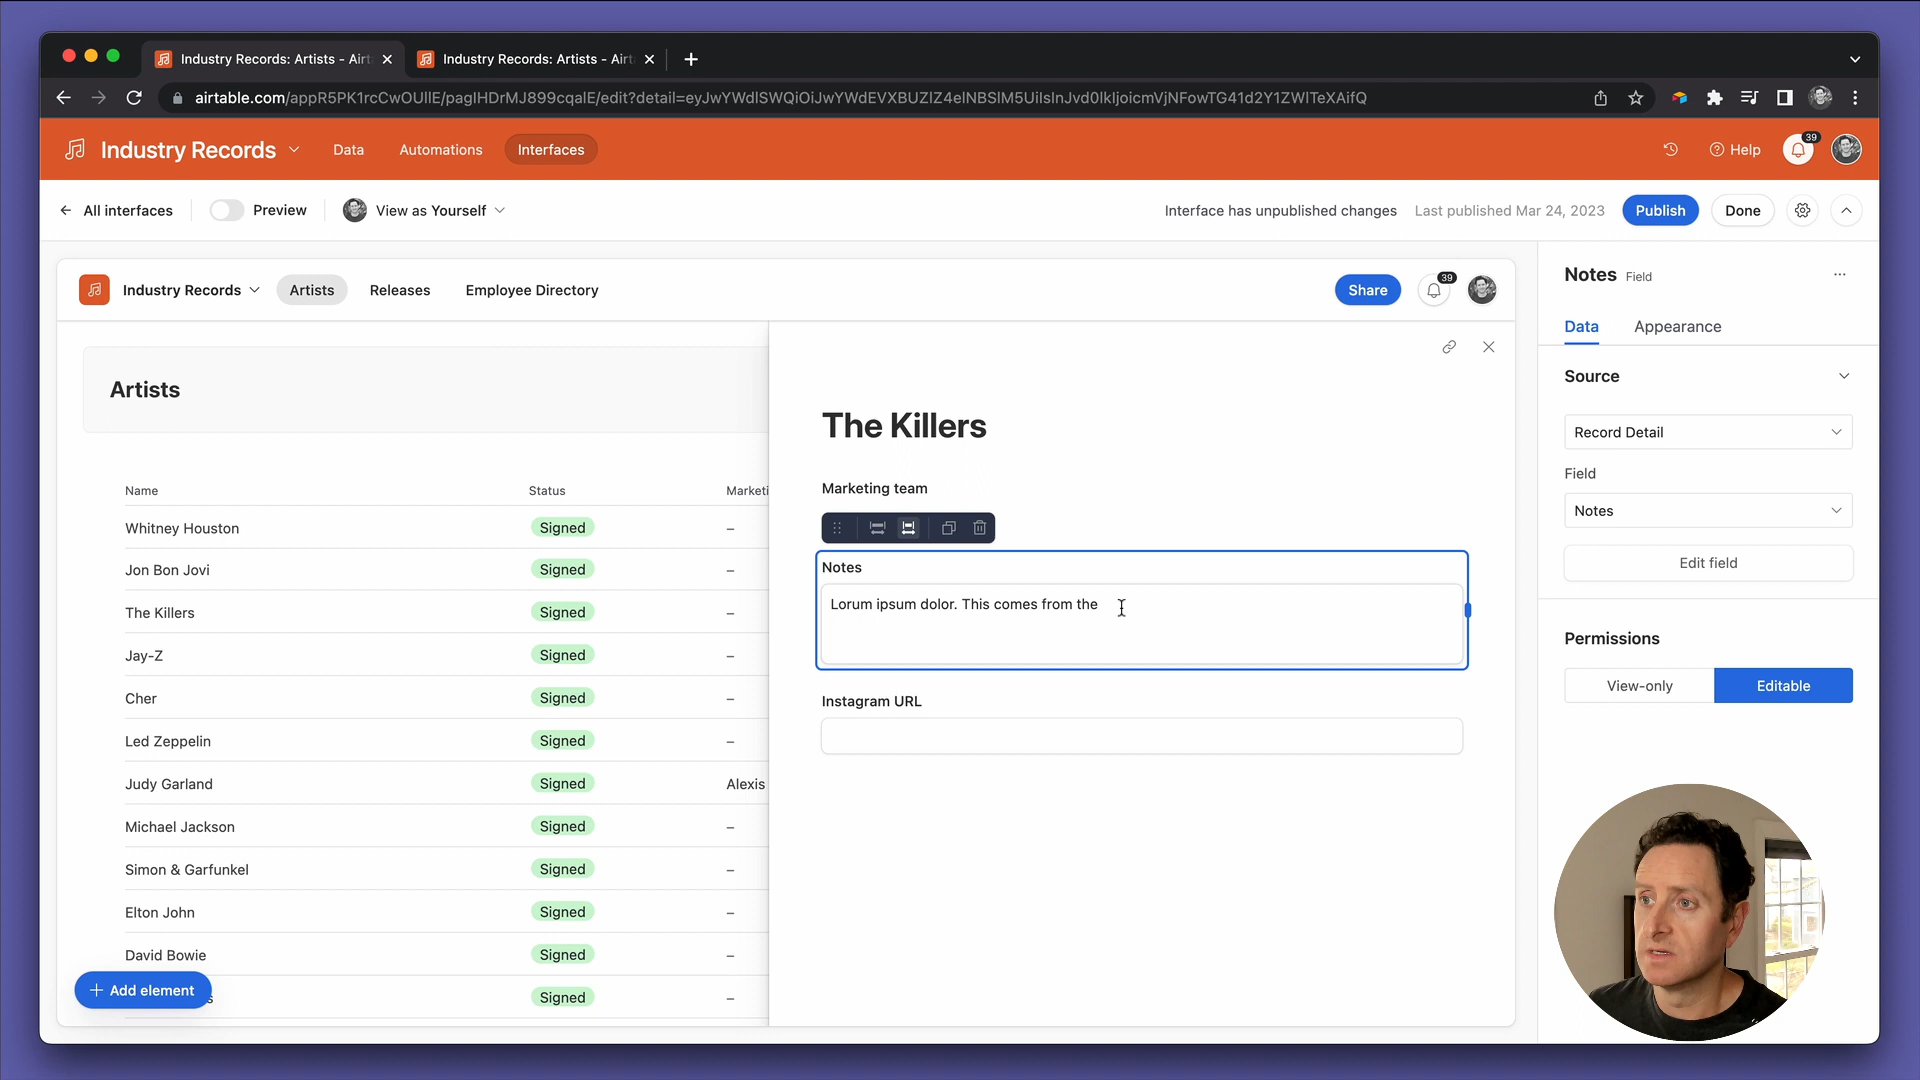 Industry Records: Artists - Airt
Industry Records: Artists - Airt
airtable.com/appR5PK1rcCwOUllE/pagIHDrMJ899cqalE/edit?detail=eyJwYWdlSWQiOiJwYWdEVXBUZlZ4elNBSlM5UiIsInJvd0lkIjoicmVjNFowTG41d2Y1ZWlTeXAifQ
Industry Records
Data
Automations
Interfaces
Help
39
All interfaces
Preview
View as Yourself
Interface has unpublished changes
Last published Mar 24, 2023
Publish
Done
Industry Records
Artists
Releases
Employee Directory
Share
39
Artists
Name Status Marketi
Whitney Houston Signed –
Jon Bon Jovi Signed –
The Killers Signed –
Jay-Z Signed –
Cher Signed –
Led Zeppelin Signed –
Judy Garland Signed Alexis
Michael Jackson Signed –
Simon & Garfunkel Signed –
Elton John Signed –
David Bowie Signed –
Signed –
+ Add element
The Killers
Marketing team
Notes
Lorum ipsum dolor. This comes from the
Instagram URL
Notes Field
Data
Appearance
Source
Record Detail
Field
Notes
Edit field
Permissions
View-only
Editable